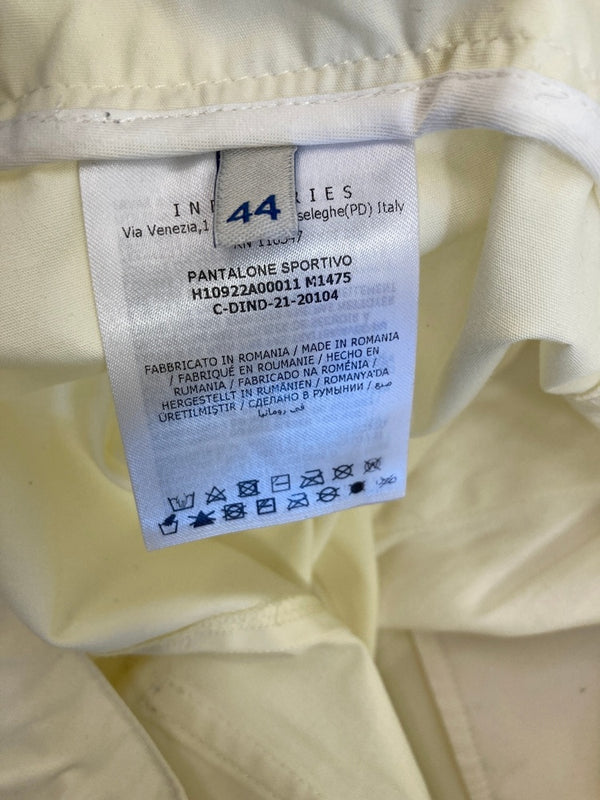 44
RIES
Via Venezia,1 seleghe(PD) Italy
PANTALONE SPORTIVO
H10922A00011 M1475
C-DIND-21-20104
FABBRICATO IN ROMANIA / MADE IN ROMANIA
/ FABRIQUÉ EN ROUMANIE / HECHO EN
RUMANIA / FABRICADO NA ROMÉNIA /
HERGESTELLT IN RUMÄNIEN / ROMANYA'DA
ÜRETILMIŞTIR / СДЕЛАНО В РУМЫНИИ / صنع
في رومانيا